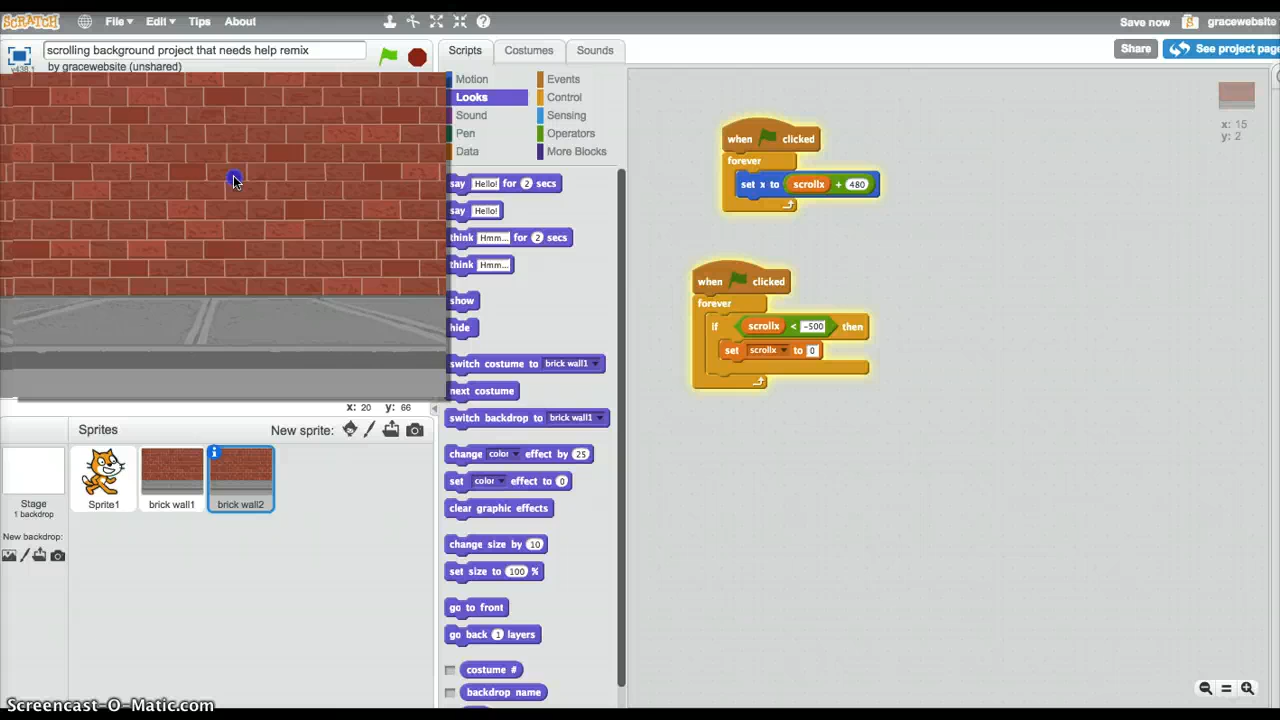 SCRATCH File Edit Tips About Save now gracewebsite
scrolling background project that needs help remix
v438.1 by gracewebsite (unshared)
Scripts Costumes Sounds Share See project page
Motion Events
Looks Control
Sound Sensing
Pen Operators
Data More Blocks
say Hello! for 2 secs
say Hello!
think Hmm... for 2 secs
think Hmm...
show
hide
switch costume to brick wall1
next costume
switch backdrop to brick wall1
change color effect by 25
set color effect to 0
clear graphic effects
change size by 10
set size to 100 %
go to front
go back 1 layers
costume #
backdrop name
when clicked
forever
set x to scrollx + 480
when clicked
forever
if scrollx < -500 then
set scrollx to 0
x: 15
y: 2
x: 20 y: 66
Sprites New sprite:
Stage
1 backdrop
New backdrop:
Sprite1 brick wall1 brick wall2
Screencast-O-Matic.com